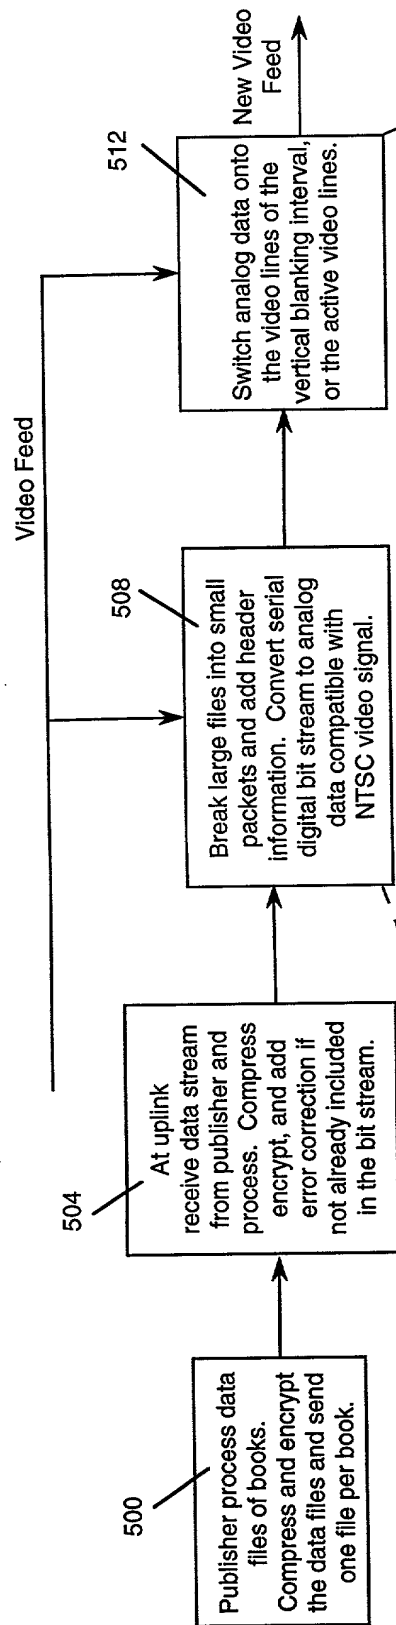 Video Feed
500
Publisher process data
files of books.
Compress and encrypt
the data files and send
one file per book.
504
At uplink
receive data stream
from publisher and
process. Compress
encrypt, and add
error correction if
not already included
in the bit stream.
508
Break large files into small
packets and add header
information. Convert serial
digital bit stream to analog
data compatible with
NTSC video signal.
512
Switch analog data onto
the video lines of the
vertical blanking interval,
or the active video lines.
New Video
Feed